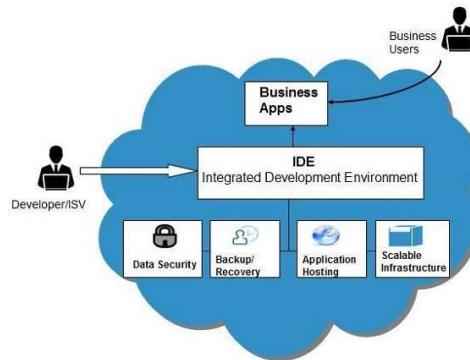 Business
Users
Business
Apps
IDE
Integrated Development Environment
Developer/ISV
Data Security
Backup/
Recovery
Application
Hosting
Scalable
Infrastructure